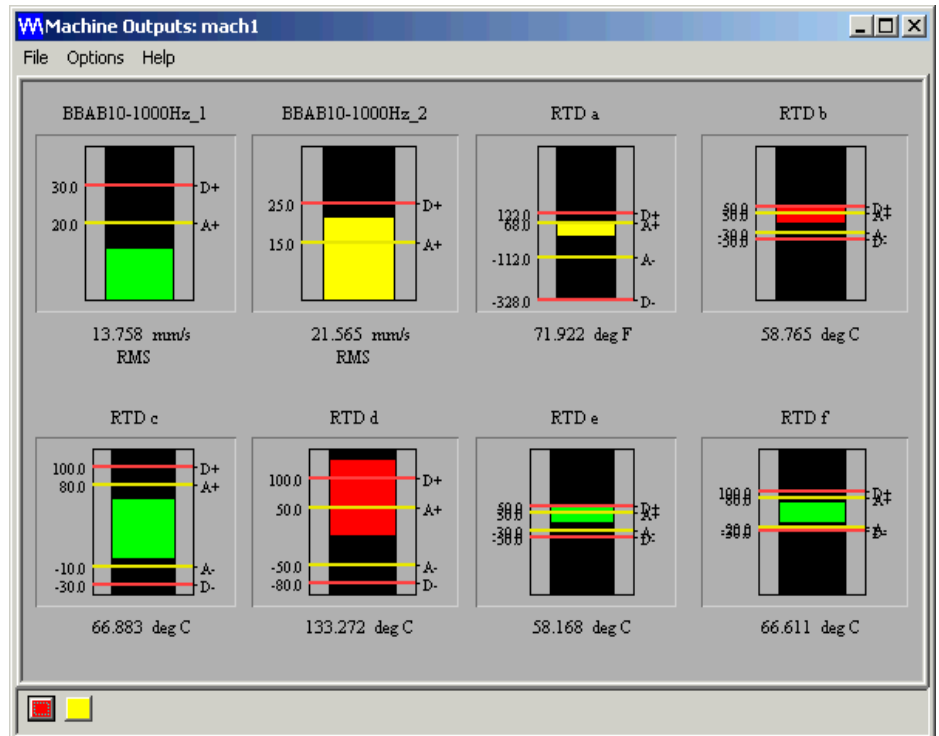 Machine Outputs: mach1
File Options Help
BBAB10-1000Hz_1
30.0 D+
20.0 A+
13.758 mm/s
RMS
BBAB10-1000Hz_2
25.0 D+
15.0 A+
21.565 mm/s
RMS
RTD a
122.0 D+
68.0 A+
-112.0 A-
-328.0 D-
71.922 deg F
RTD b
D+
A+
A-
D-
58.765 deg C
RTD c
100.0 D+
80.0 A+
-10.0 A-
-30.0 D-
66.883 deg C
RTD d
100.0 D+
50.0 A+
-50.0 A-
-80.0 D-
133.272 deg C
RTD e
D+
A+
A-
D-
58.168 deg C
RTD f
D+
A+
A-
D-
66.611 deg C